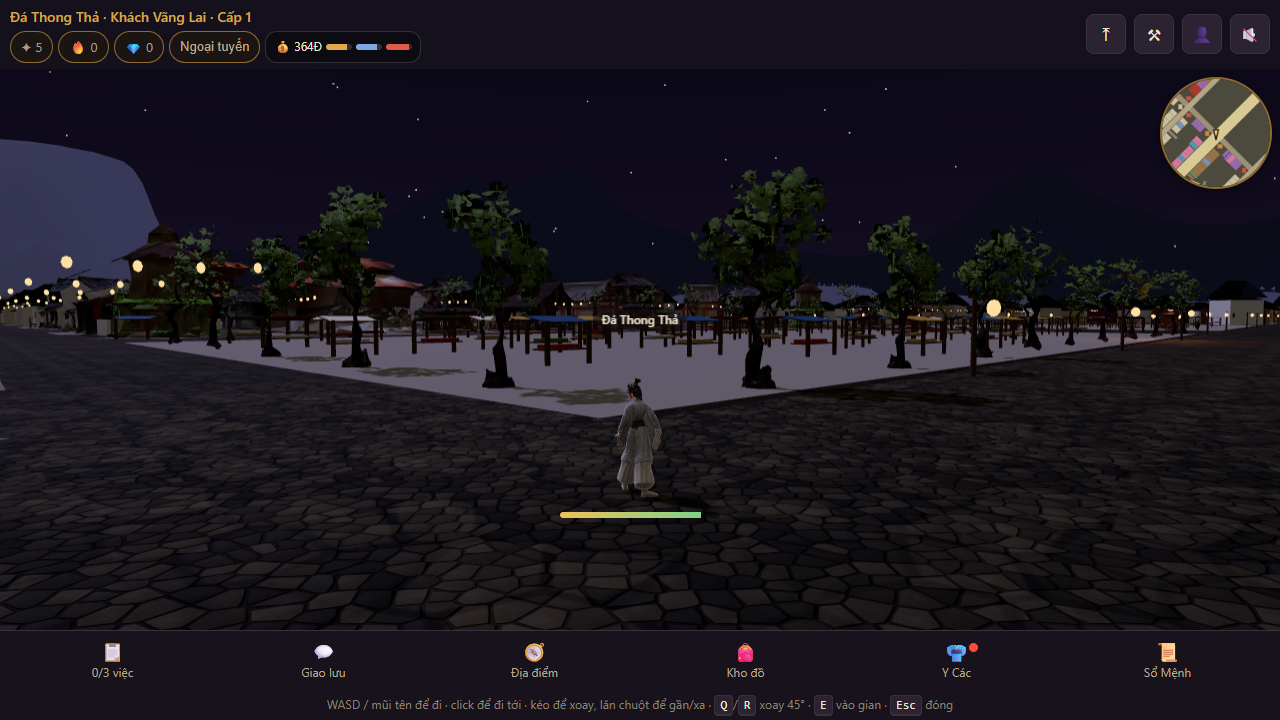 Đá Thong Thả · Khách Vãng Lai · Cấp 1
5 0 0 Ngoại tuyến 364Đ
Đá Thong Thả
0/3 việc Giao lưu Địa điểm Kho đồ Y Các Sổ Mệnh
WASD / mũi tên để đi · click để đi tới · kéo để xoay, lăn chuột để gần/xa · Q / R xoay 45° · E vào gian · Esc đóng